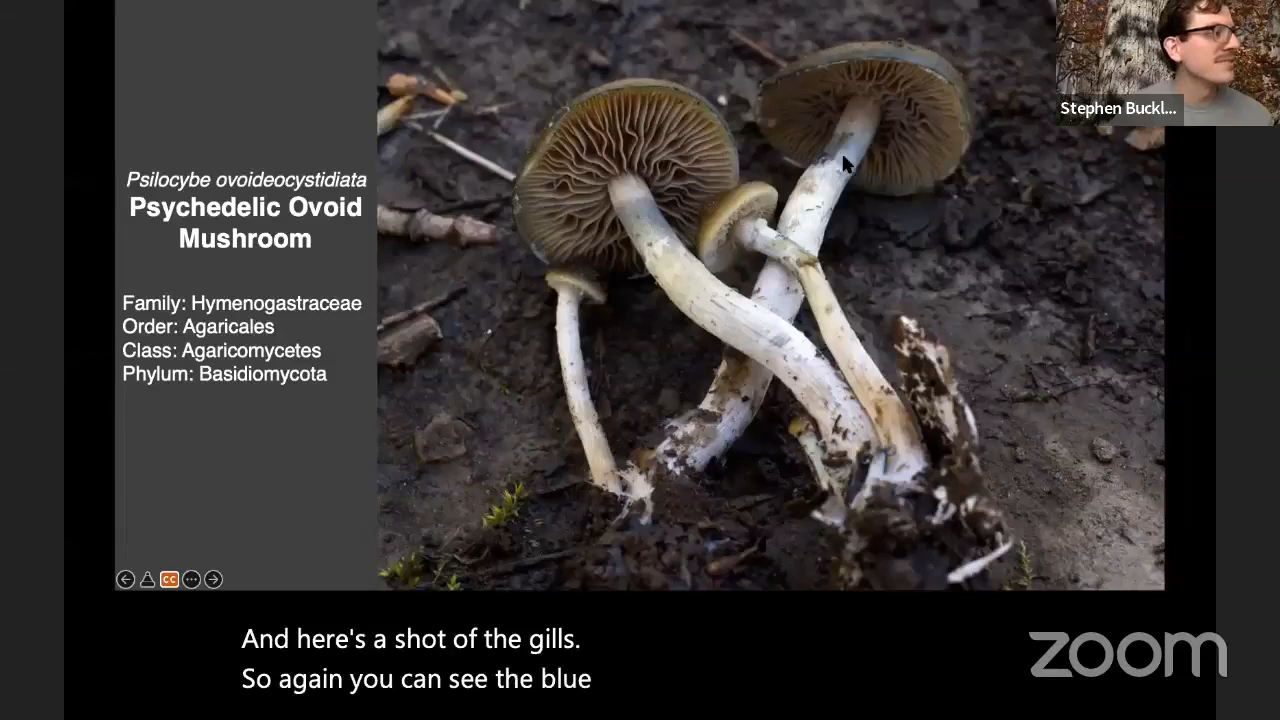 Stephen Buckl...
Psilocybe ovoideocystidiata
Psychedelic Ovoid
Mushroom
Family: Hymenogastraceae
Order: Agaricales
Class: Agaricomycetes
Phylum: Basidiomycota
CC
And here's a shot of the gills.
So again you can see the blue
zoom